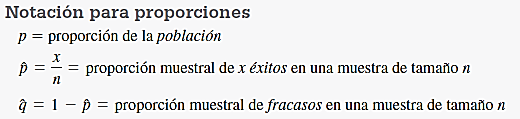 Notación para proporciones
p = proporción de la población
p̂ = x/n = proporción muestral de x éxitos en una muestra de tamaño n
q̂ = 1 − p̂ = proporción muestral de fracasos en una muestra de tamaño n